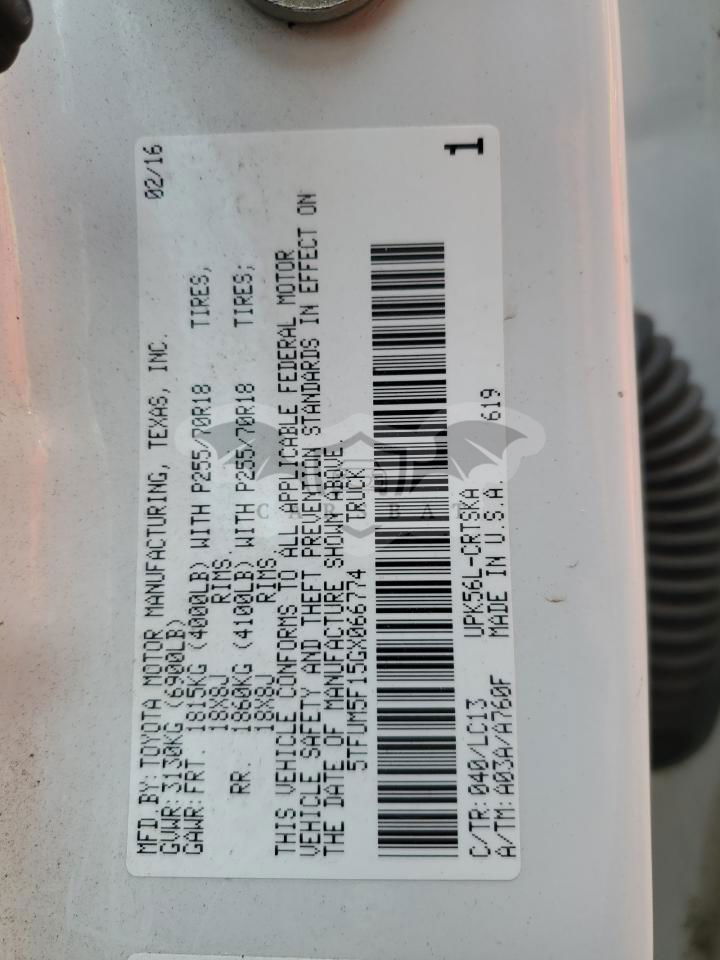 MFD.BY:TOYOTA MOTOR MANUFACTURING, TEXAS, INC. 02/16
GVWR:3130KG (6900LB)
GAWR:FRT. 1815KG (4000LB) WITH P255/70R18 TIRES,
18X8J RIMS.
RR. 1860KG (4100LB) WITH P255/70R18 TIRES;
18X8J RIMS.
THIS VEHICLE CONFORMS TO ALL APPLICABLE FEDERAL MOTOR
VEHICLE SAFETY AND THEFT PREVENTION STANDARDS IN EFFECT ON
THE DATE OF MANUFACTURE SHOWN ABOVE.
5TFUM5F15GX066774 TRUCK
1
C/TR:040/LC13 UPK56L-CRTSKA 619
A/TM:A03A/A760F MADE IN U.S.A.
CARSBAT